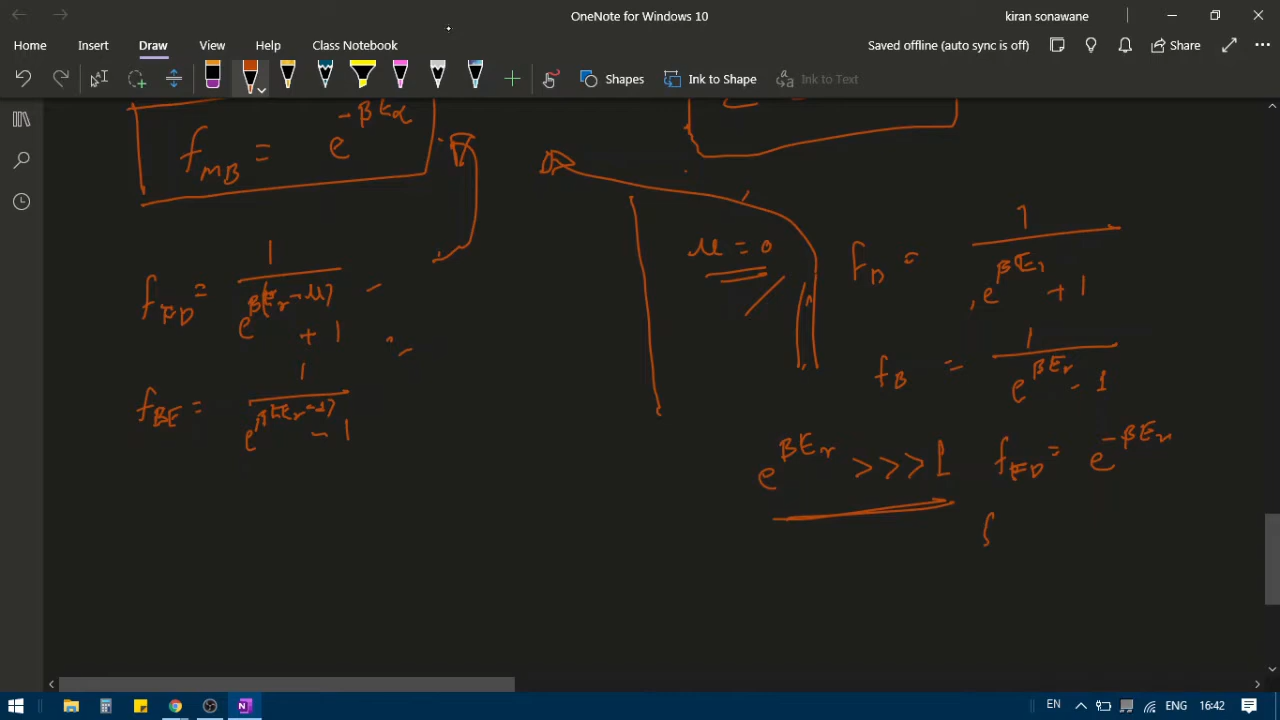 OneNote for Windows 10
kiran sonawane
Home Insert Draw View Help Class Notebook
Saved offline (auto sync is off)
Share
Shapes
Ink to Shape
Ink to Text
f_MB = e^{-βEr}
μ = 0
f_D = 1 / (e^{βEr} + 1)
f_FD = 1 / (e^{β(Er-μ)} + 1)
f_B = 1 / (e^{βEr} - 1)
f_BE = 1 / (e^{β(Er-μ)} - 1)
e^{βEr} >>> 1 f_FD = e^{-βEr}
EN
ENG
16:42